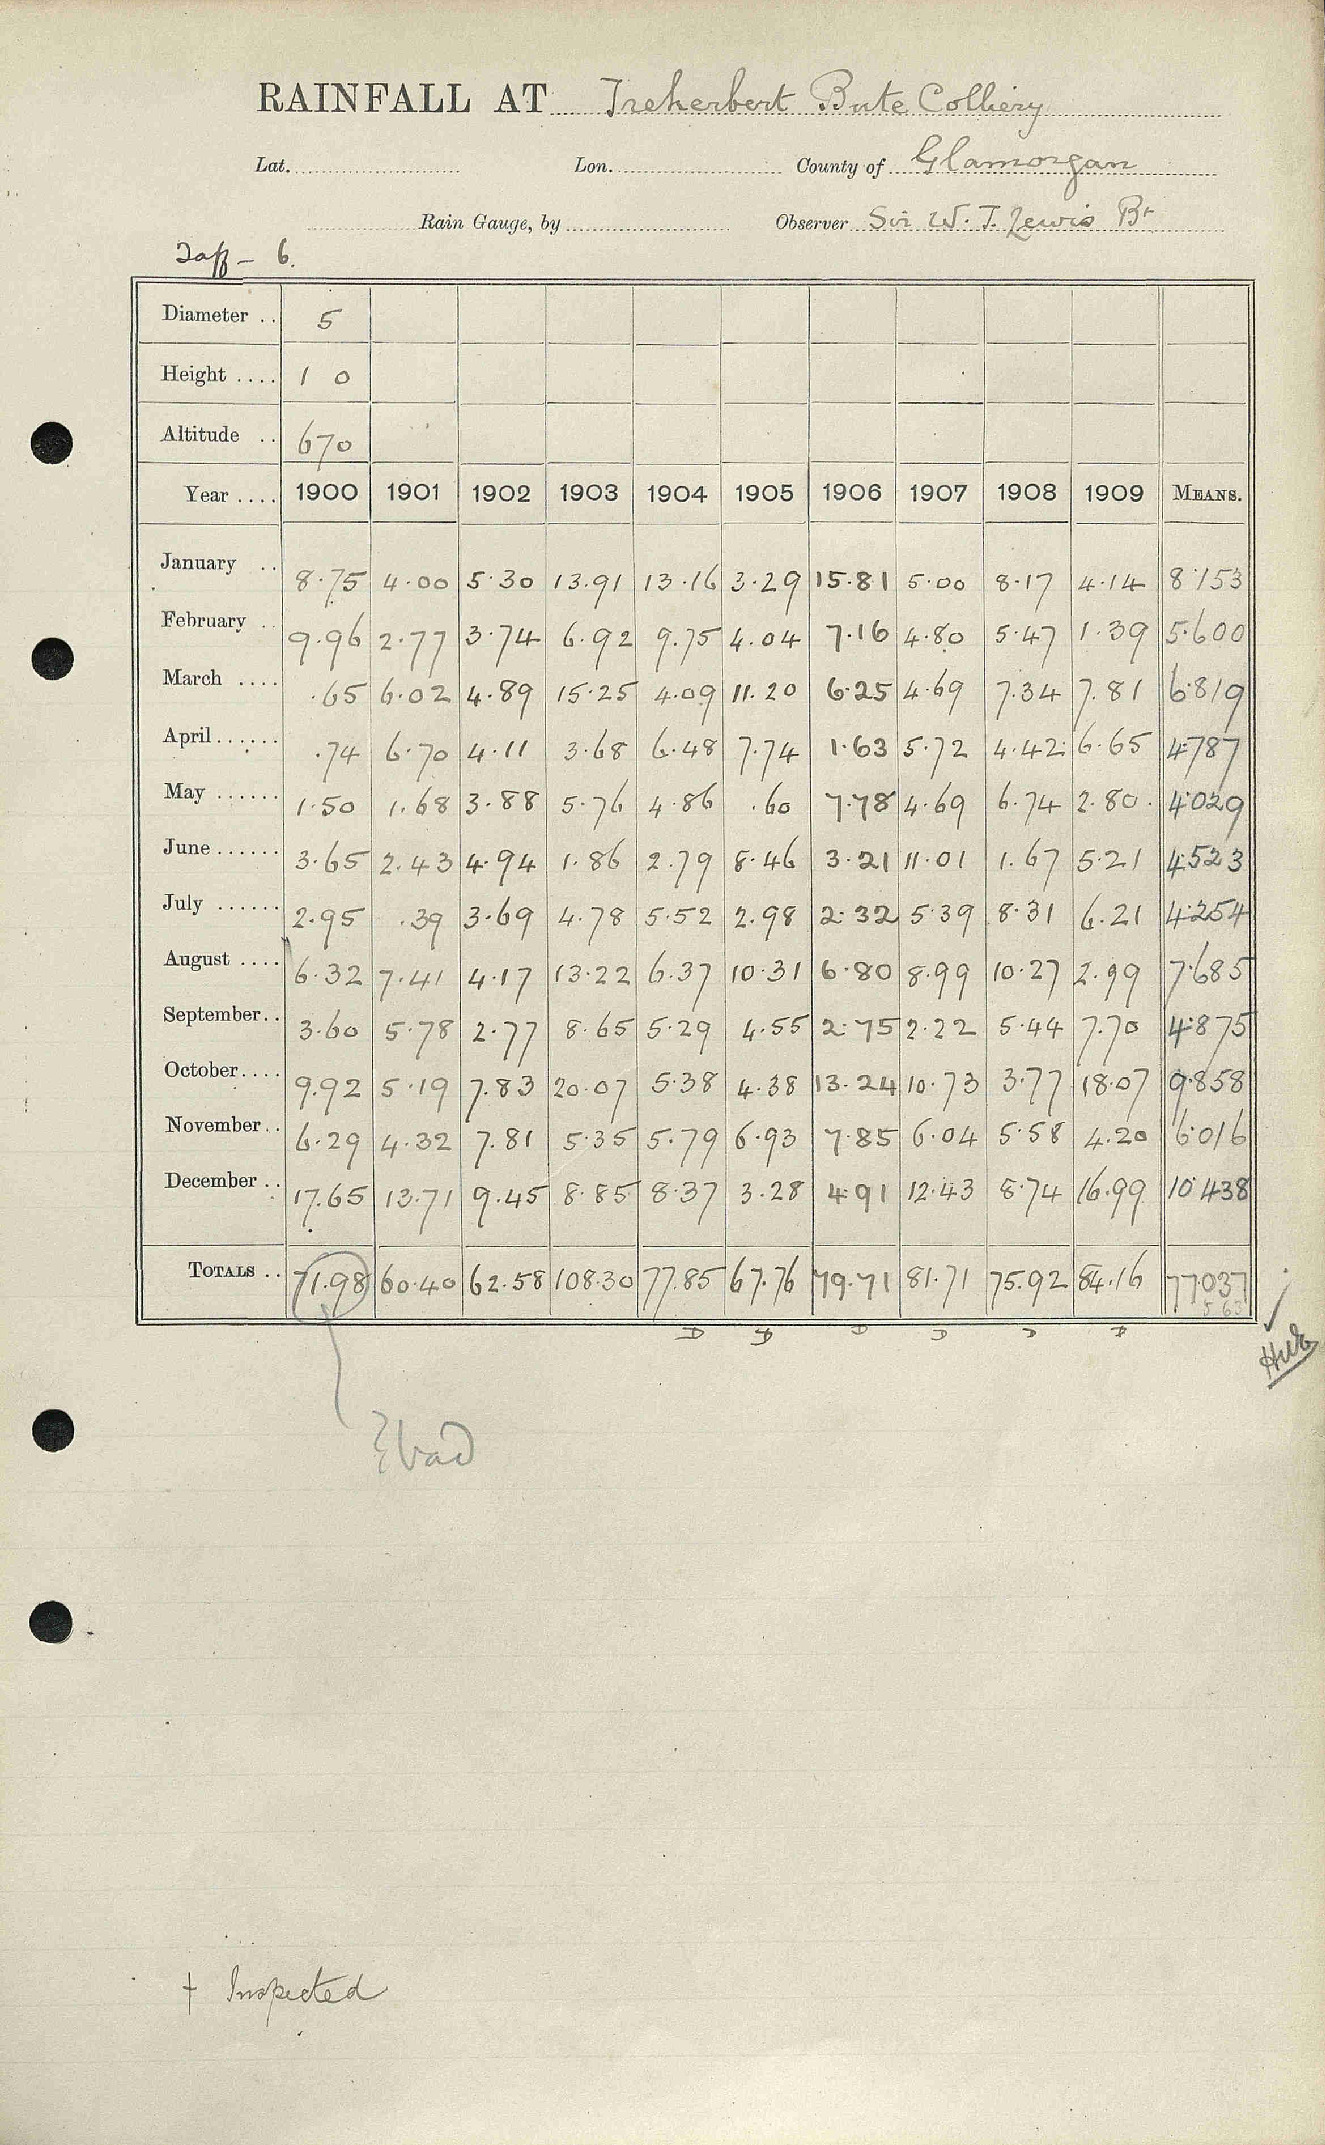 RAINFALL AT Treherbert Bute Colliery
Lat. Lon. County of Glamorgan
Rain Gauge, by Observer Sir W. T. Lewis Bt
Taff - 6.
Diameter .. 5
Height .... 1 0
Altitude .. 670
Year .... 1900 1901 1902 1903 1904 1905 1906 1907 1908 1909 MEANS.
January .. 8.75 4.00 5.30 13.91 13.16 3.29 15.81 5.00 8.17 4.14 8.153
February .. 9.96 2.77 3.74 6.92 9.75 4.04 7.16 4.80 5.47 1.39 5.600
March .... .65 6.02 4.89 15.25 4.09 11.20 6.25 4.69 7.34 7.81 6.819
April ...... .74 6.70 4.11 3.68 6.48 7.74 1.63 5.72 4.42 6.65 4.787
May ...... 1.50 1.68 3.88 5.76 4.86 .60 7.78 4.69 6.74 2.80 4.029
June ...... 3.65 2.43 4.94 1.86 2.79 8.46 3.21 11.01 1.67 5.21 4.523
July ...... 2.95 .39 3.69 4.78 5.52 2.98 2.32 5.39 8.31 6.21 4.254
August .... 6.32 7.41 4.17 13.22 6.37 10.31 6.80 8.99 10.27 2.99 7.685
September .. 3.60 5.78 2.77 8.65 5.29 4.55 2.75 2.22 5.44 7.70 4.875
October .... 9.92 5.19 7.83 20.07 5.38 4.38 13.24 10.73 3.77 18.07 9.858
November .. 6.29 4.32 7.81 5.35 5.79 6.93 7.85 6.04 5.58 4.20 6.016
December .. 17.65 13.71 9.45 8.85 8.37 3.28 4.91 12.43 8.74 16.99 10.438
TOTALS .. 71.98 60.40 62.58 108.30 77.85 67.76 79.71 81.71 75.92 84.16 77.037
D D D D D D
bad
† Inspected